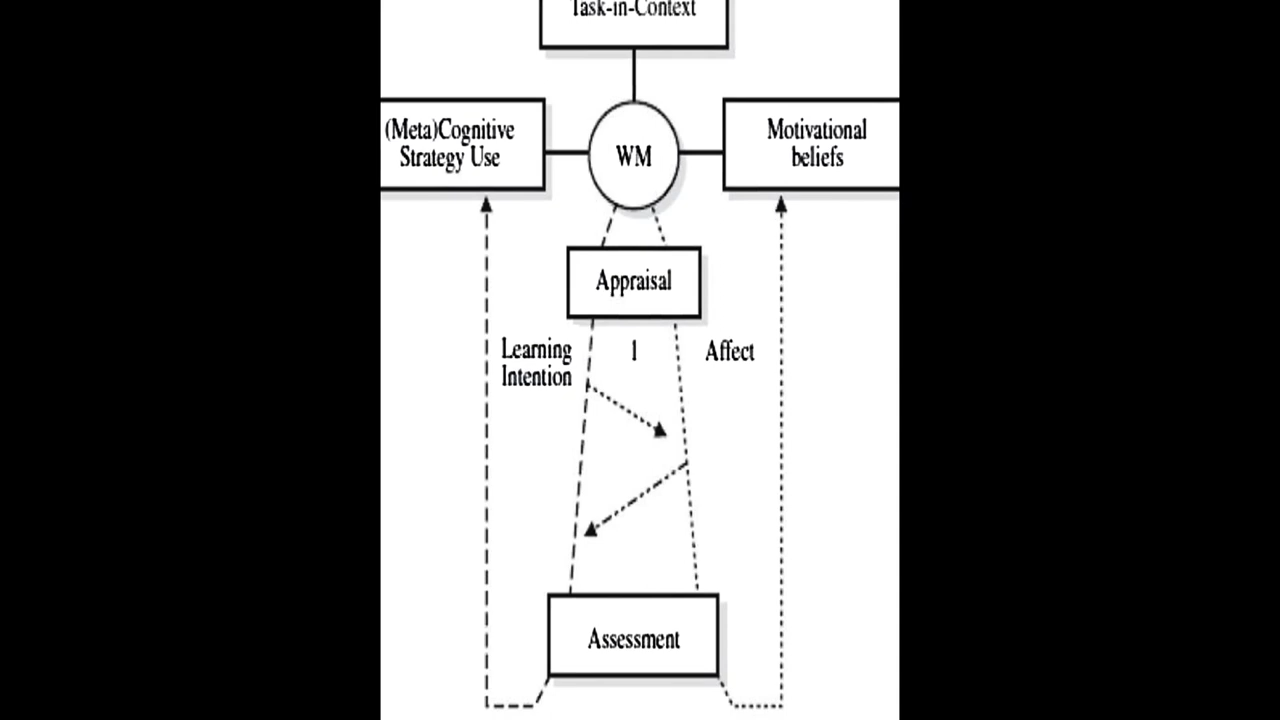 Task-in-Context
(Meta)Cognitive
Strategy Use
WM
Motivational
beliefs
Appraisal
Learning
Intention
1
Affect
Assessment